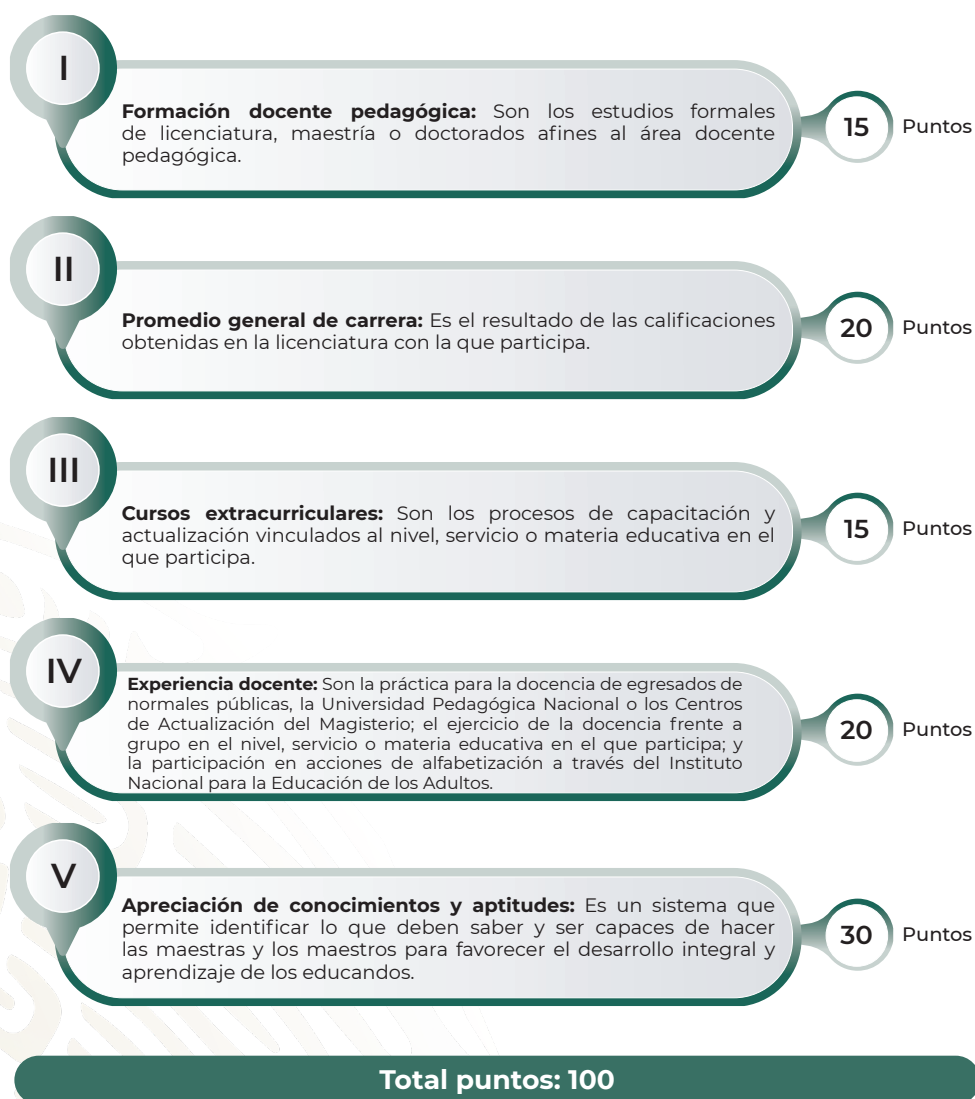 I
Formación docente pedagógica: Son los estudios formales
de licenciatura, maestría o doctorados afines al área docente
pedagógica.
15 Puntos
II
Promedio general de carrera: Es el resultado de las calificaciones
obtenidas en la licenciatura con la que participa.
20 Puntos
III
Cursos extracurriculares: Son los procesos de capacitación y
actualización vinculados al nivel, servicio o materia educativa en el
que participa.
15 Puntos
IV
Experiencia docente: Son la práctica para la docencia de egresados de
normales públicas, la Universidad Pedagógica Nacional o los Centros
de Actualización del Magisterio; el ejercicio de la docencia frente a
grupo en el nivel, servicio o materia educativa en el que participa; y
la participación en acciones de alfabetización a través del Instituto
Nacional para la Educación de los Adultos.
20 Puntos
V
Apreciación de conocimientos y aptitudes: Es un sistema que
permite identificar lo que deben saber y ser capaces de hacer
las maestras y los maestros para favorecer el desarrollo integral y
aprendizaje de los educandos.
30 Puntos
Total puntos: 100